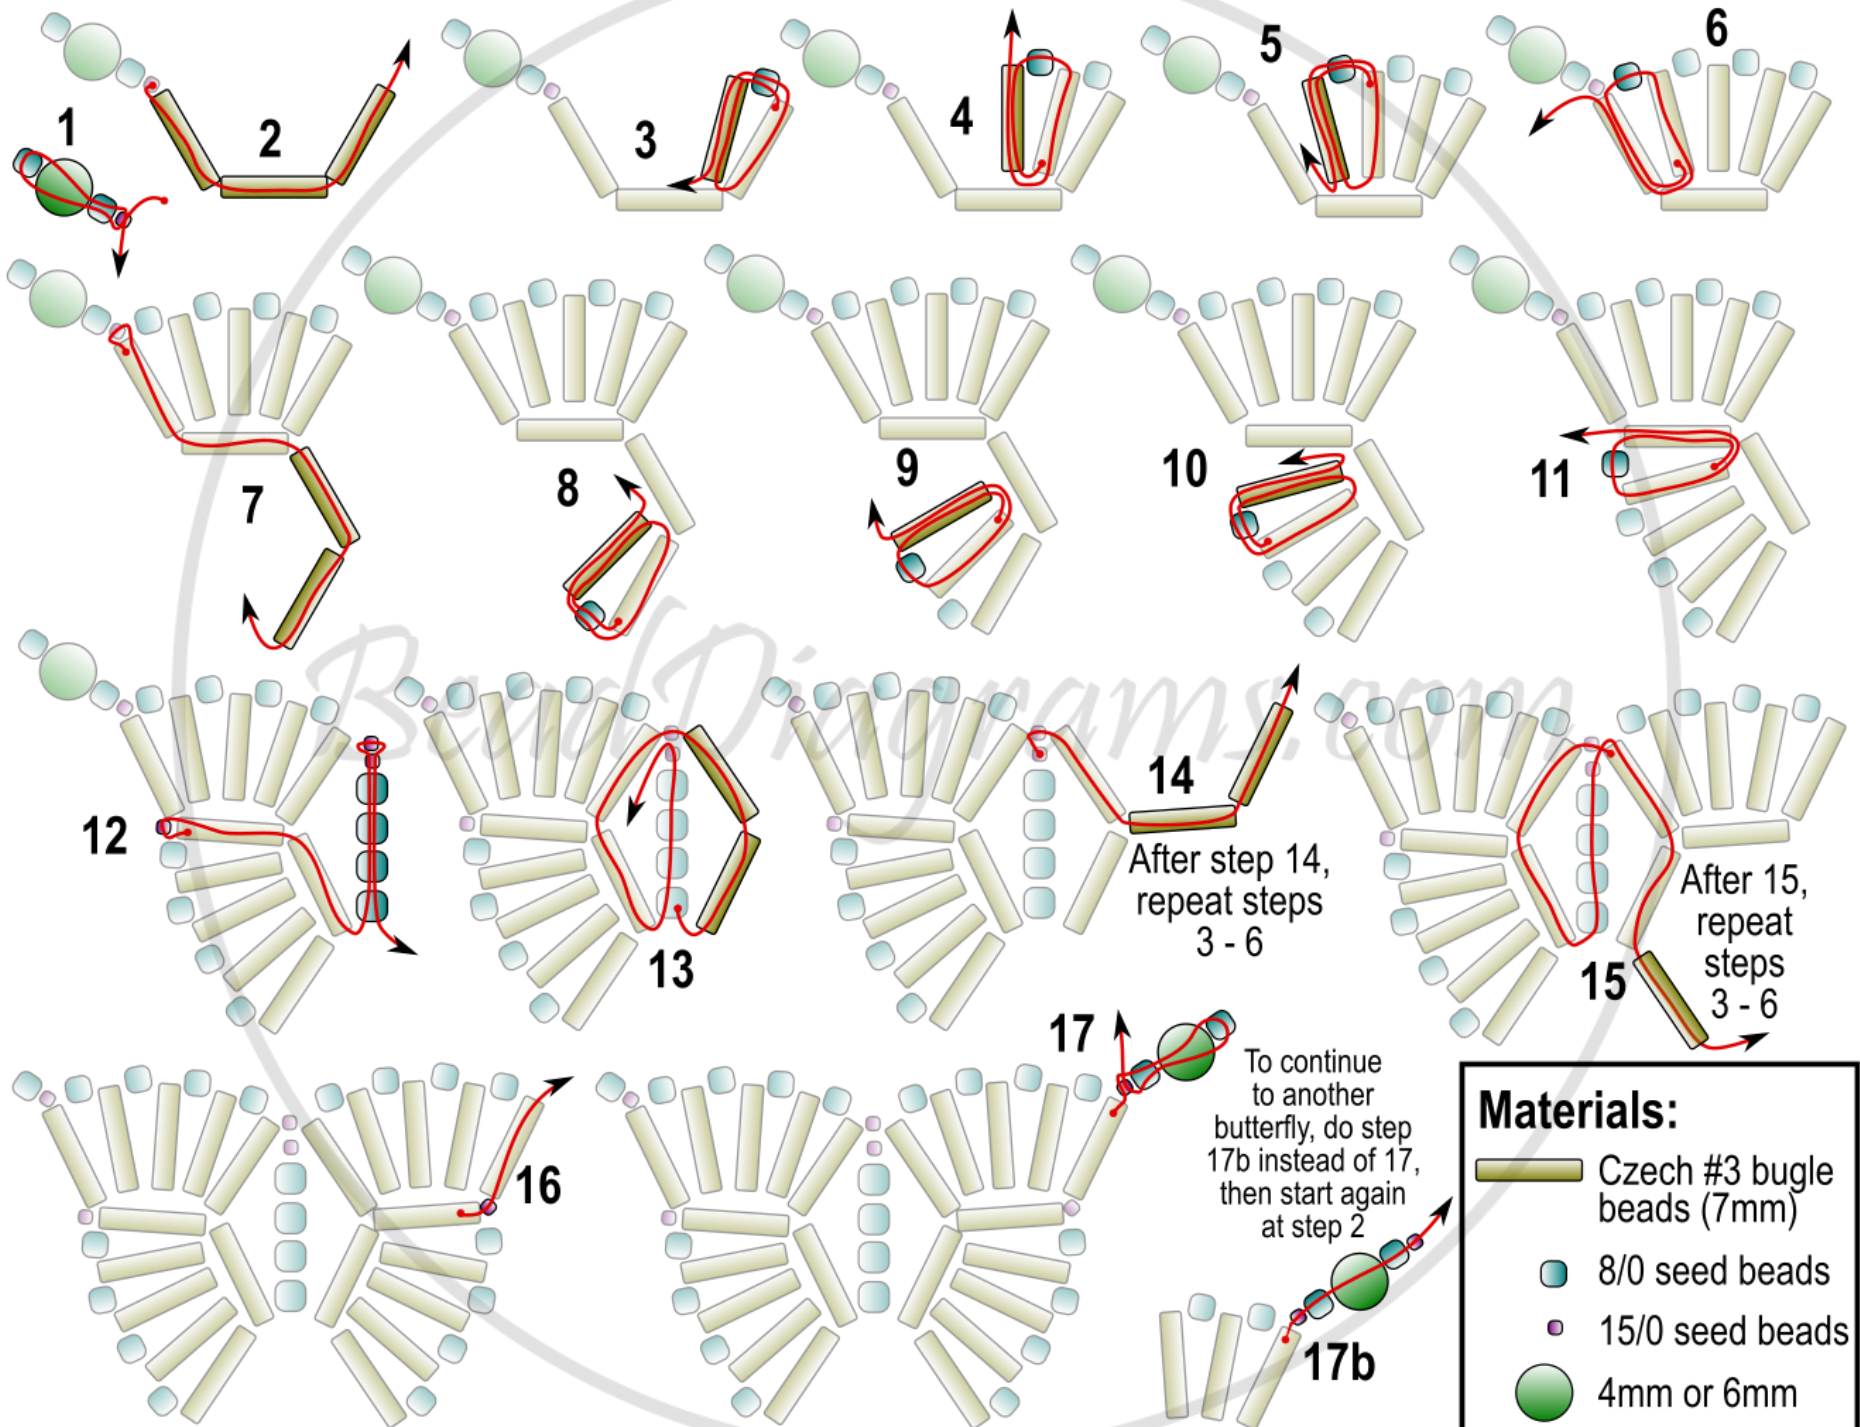 1
2
3
4
5
6
7
8
9
10
11
BeadDiagrams.com
12
13
14
After step 14,
repeat steps
3 - 6
15
After 15,
repeat
steps
3 - 6
16
17
To continue
to another
butterfly, do step
17b instead of 17,
then start again
at step 2
17b
Materials:
Czech #3 bugle
beads (7mm)
8/0 seed beads
15/0 seed beads
4mm or 6mm